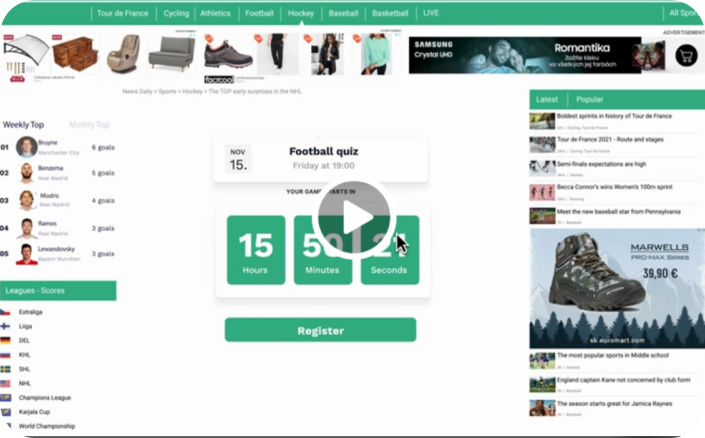 Tour de France
Cycling
Athletics
Football
Hockey
Baseball
Basketball
LIVE
All Spor
ADVERTISEMENT
SAMSUNG
Crystal UHD
Romantika
Zažite lásku
vo všetkých jej farbách
News Daily > Sports > Hockey > The TOP early surprises in the NHL
Latest
Popular
Weekly Top
Mothly Top
01 Bruyne 6 goals
Manchester City
02 Benzema 5 goals
Real Madrid
03 Modric 4 goals
Real Madrid
04 Ramos 3 goals
Real Madrid
05 Lewandovsky 3 goals
Bayern Munchen
Leagues - Scores
Extraliga
Liiga
DEL
KHL
SHL
NHL
Champions League
Karjala Cup
World Championship
NOV
15.
Football quiz
Friday at 19:00
YOUR GAME STARTS IN
15
Hours
50
Minutes
21
Seconds
Register
Boldest sprints in history of Tour de France
Tour de France 2021 - Route and stages
Semi-finals expectations are high
Becca Connor's wins Women's 100m sprint
Meet the new baseball star from Pennsylvania
MARWELLS
PRO-MAX SERIES
39,90 €
sk.euromart.com
The most popular sports in Middle school
England captain Kane not concerned by club form
The season starts great for Jamica Raynes